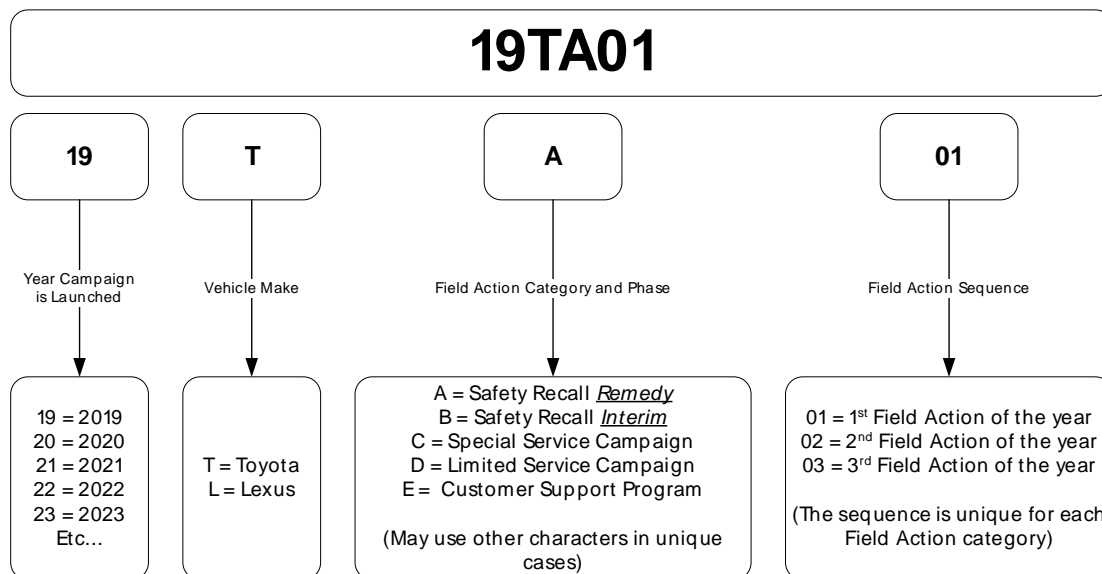 19TA01
19
T
A
01
Year Campaign
is Launched
Vehicle Make
Field Action Category and Phase
Field Action Sequence
19 = 2019
20 = 2020
21 = 2021
22 = 2022
23 = 2023
Etc...
T = Toyota
L = Lexus
A = Safety Recall Remedy
B = Safety Recall Interim
C = Special Service Campaign
D = Limited Service Campaign
E = Customer Support Program
(May use other characters in unique
cases)
01 = 1st Field Action of the year
02 = 2nd Field Action of the year
03 = 3rd Field Action of the year
(The sequence is unique for each
Field Action category)